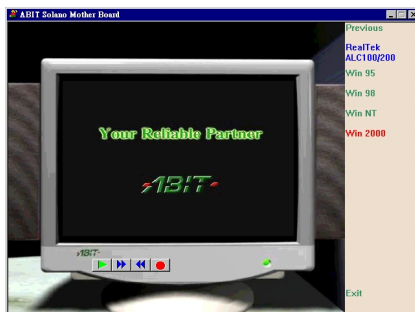 ABIT Solano Mother Board
Previous
RealTek
ALC100/200
Win 95
Win 98
Win NT
Win 2000
Your Reliable Partner
ABIT
ABIT
Exit